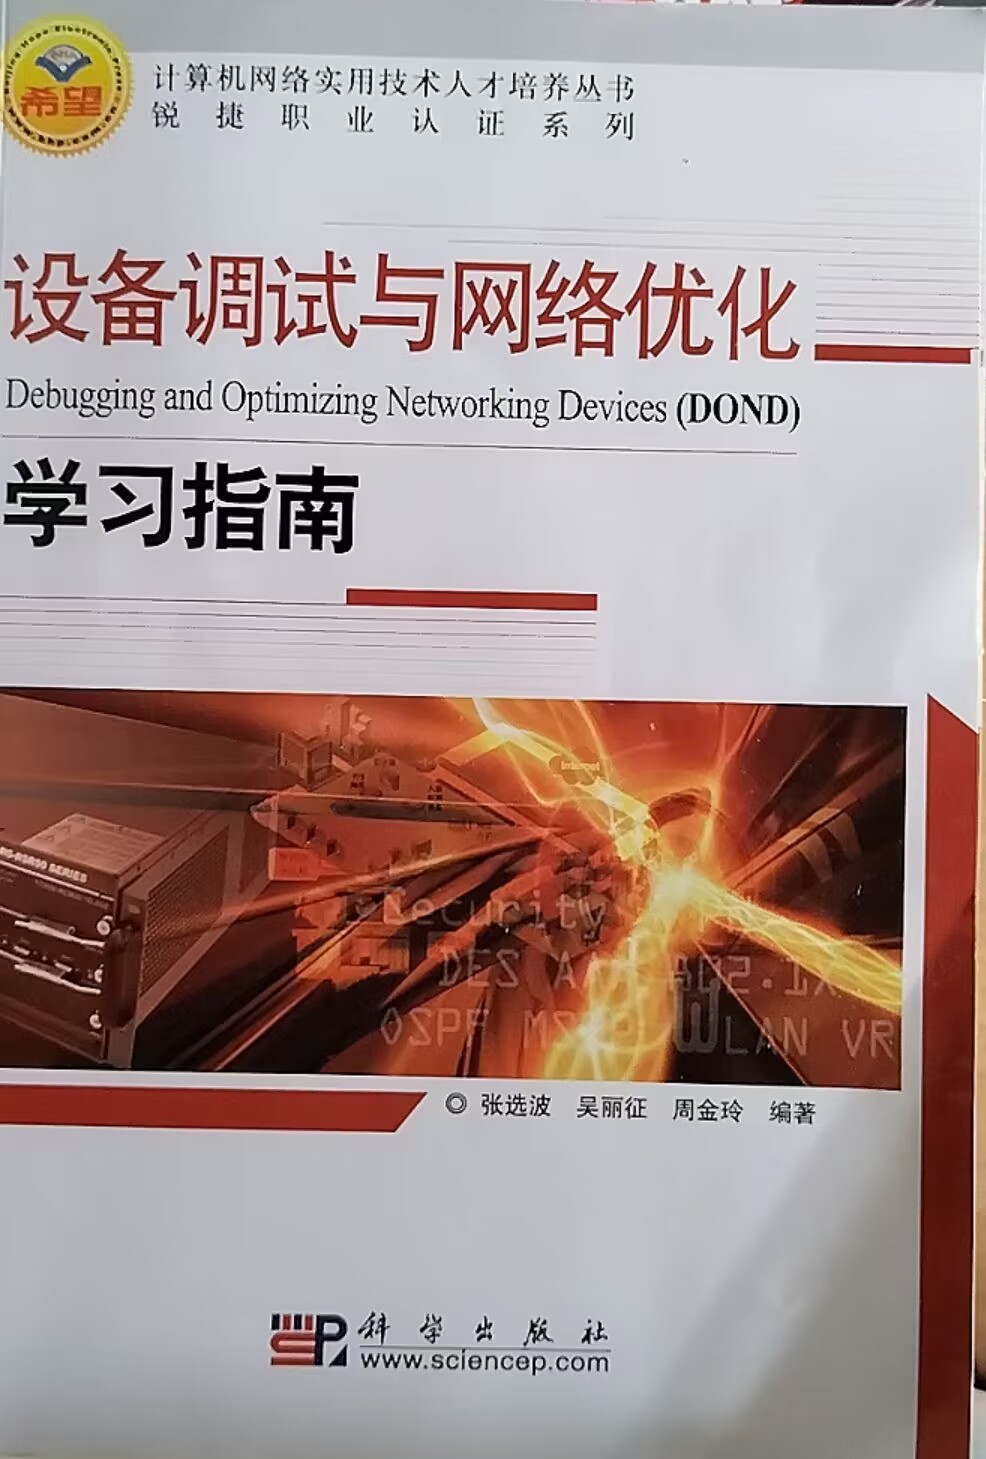 希望
计算机网络实用技术人才培养丛书
锐捷职业认证系列
设备调试与网络优化
Debugging and Optimizing Networking Devices (DOND)
学习指南
Internet
Security
DES
802.1X
OSPF
WLAN VR
◎ 张选波 吴丽征 周金玲 编著
科学出版社
www.sciencep.com